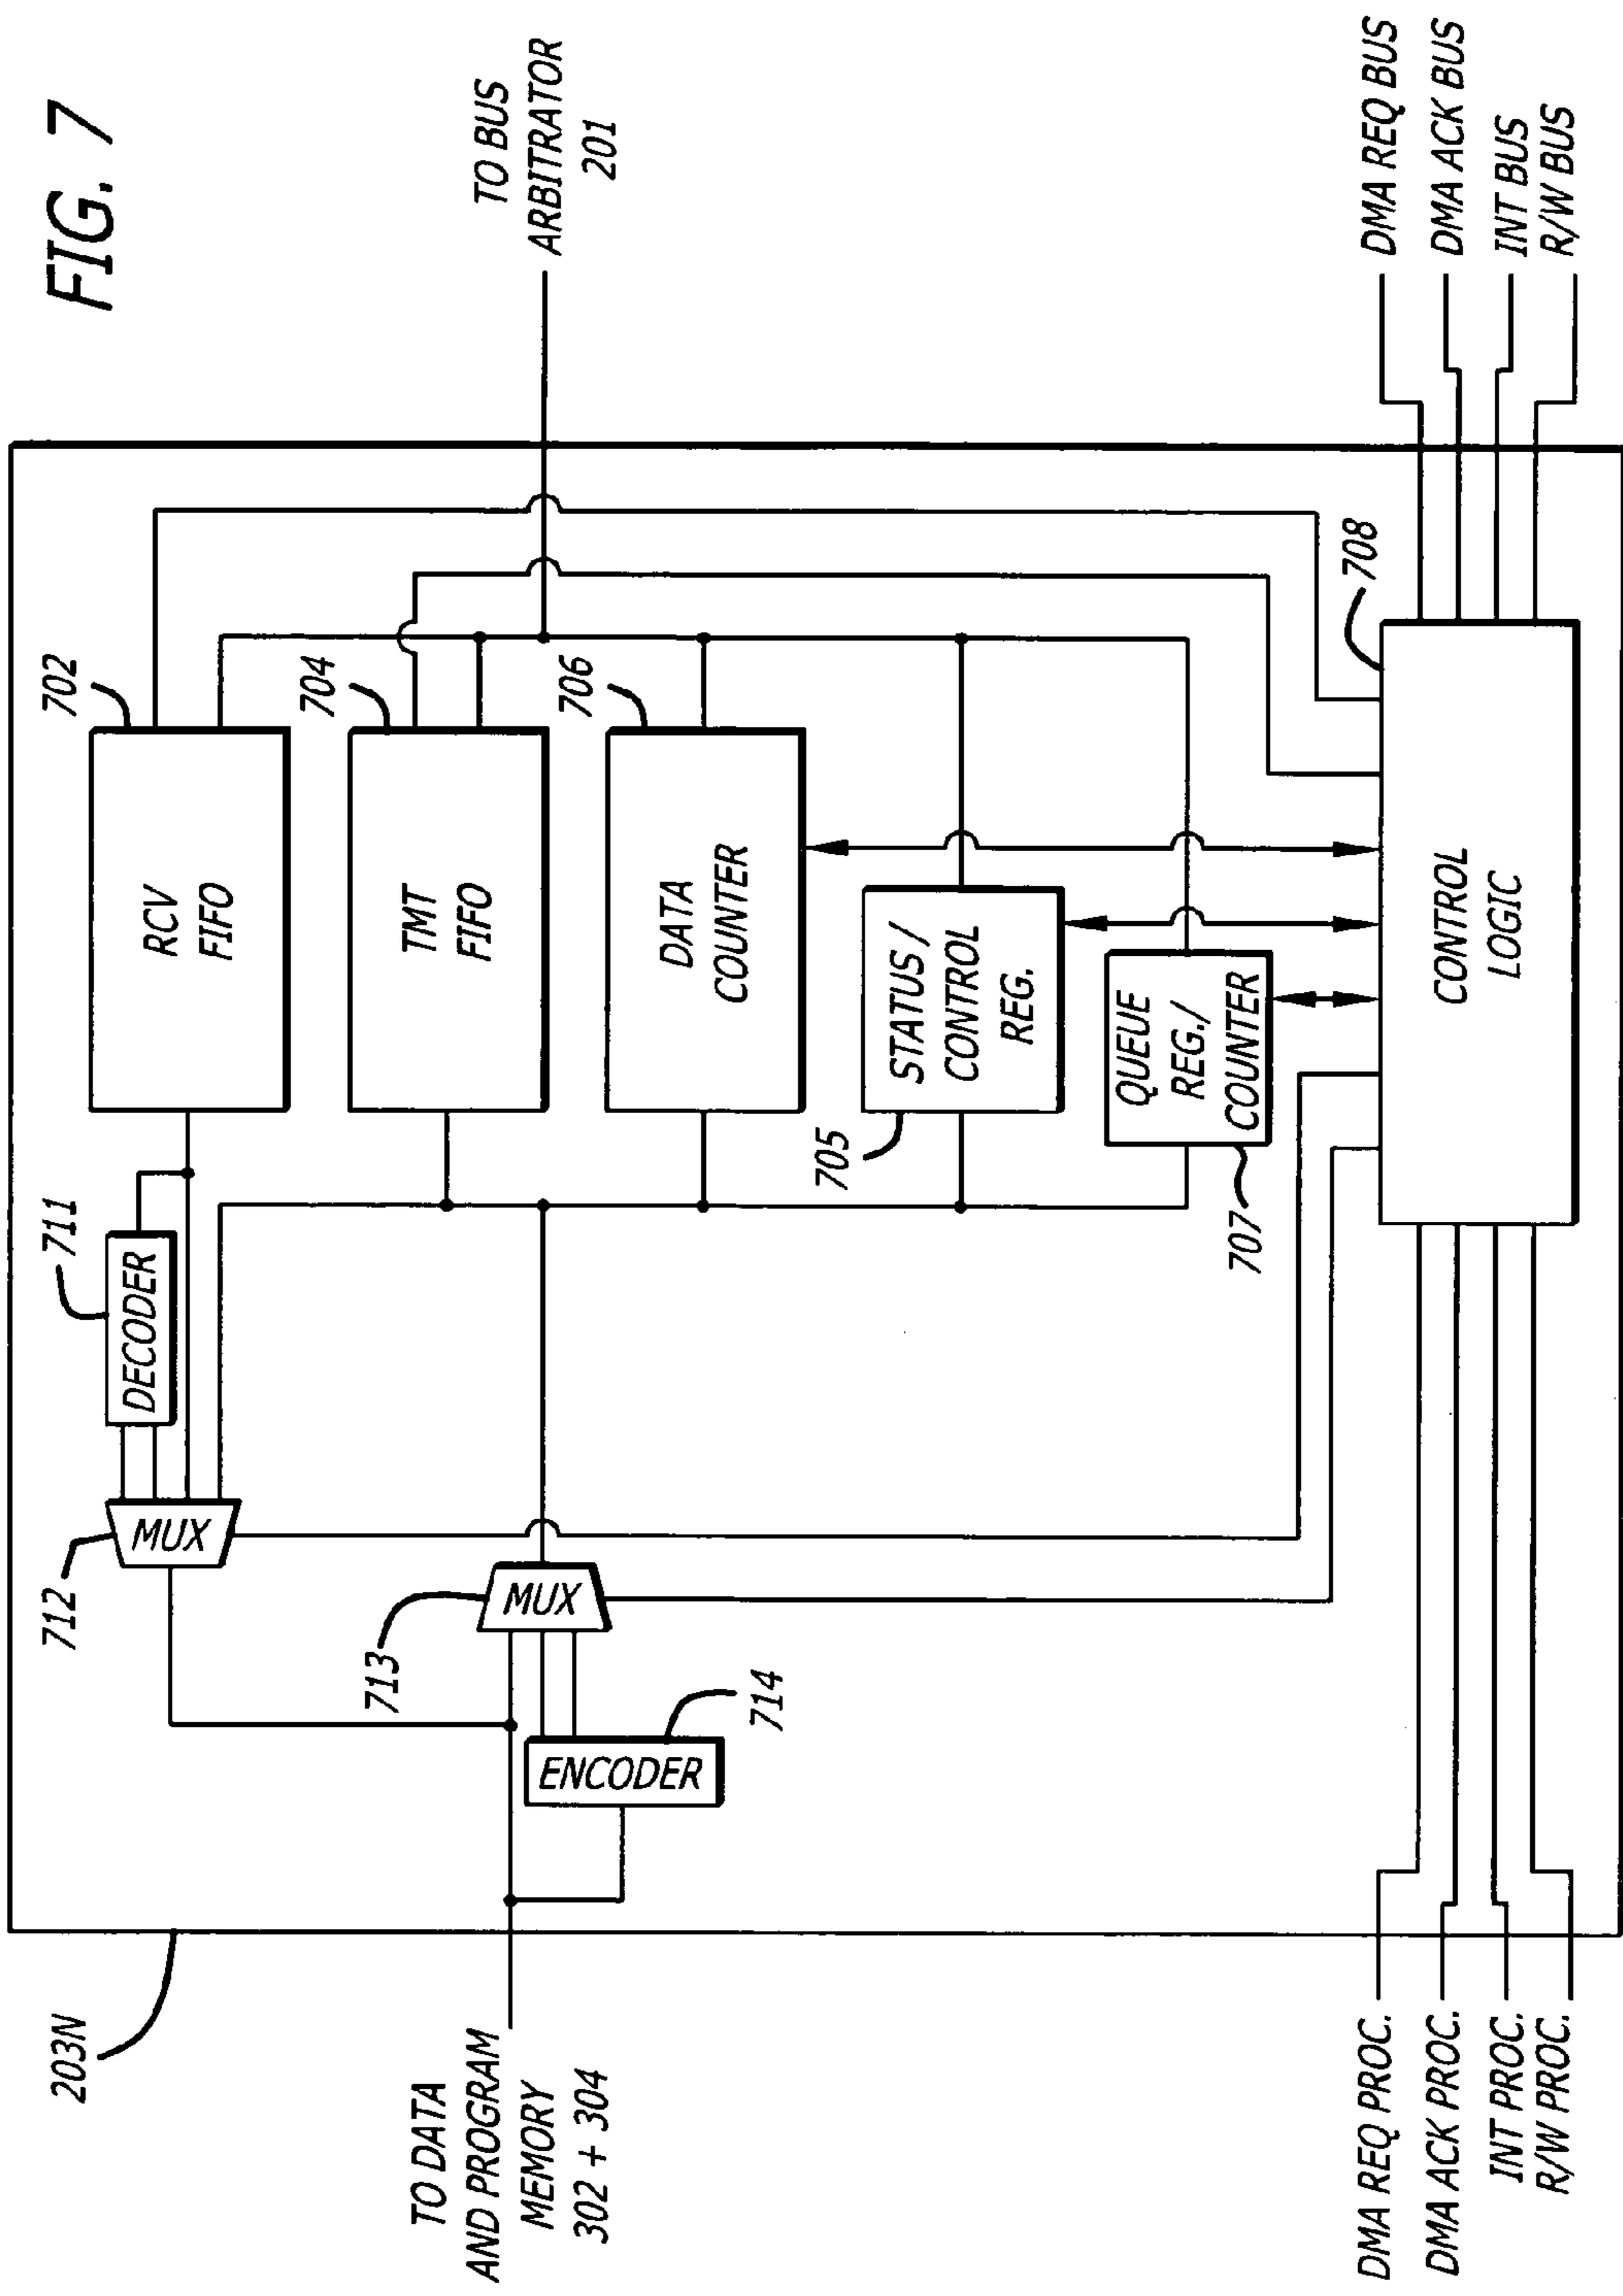 FIG. 7
203N
TO DATA
AND PROGRAM
MEMORY
302 + 304
712
MUX
711
DECODER
702
RCV
FIFO
TO BUS
ARBITRATOR
201
713
MUX
714
ENCODER
704
TMT
FIFO
706
DATA
COUNTER
705
STATUS /
CONTROL
REG.
707
QUEUE
REG./
COUNTER
708
CONTROL
LOGIC
DMA REQ PROC.
DMA ACK PROC.
INT PROC.
R/W PROC.
DMA REQ BUS
DMA ACK BUS
INT BUS
R/W BUS